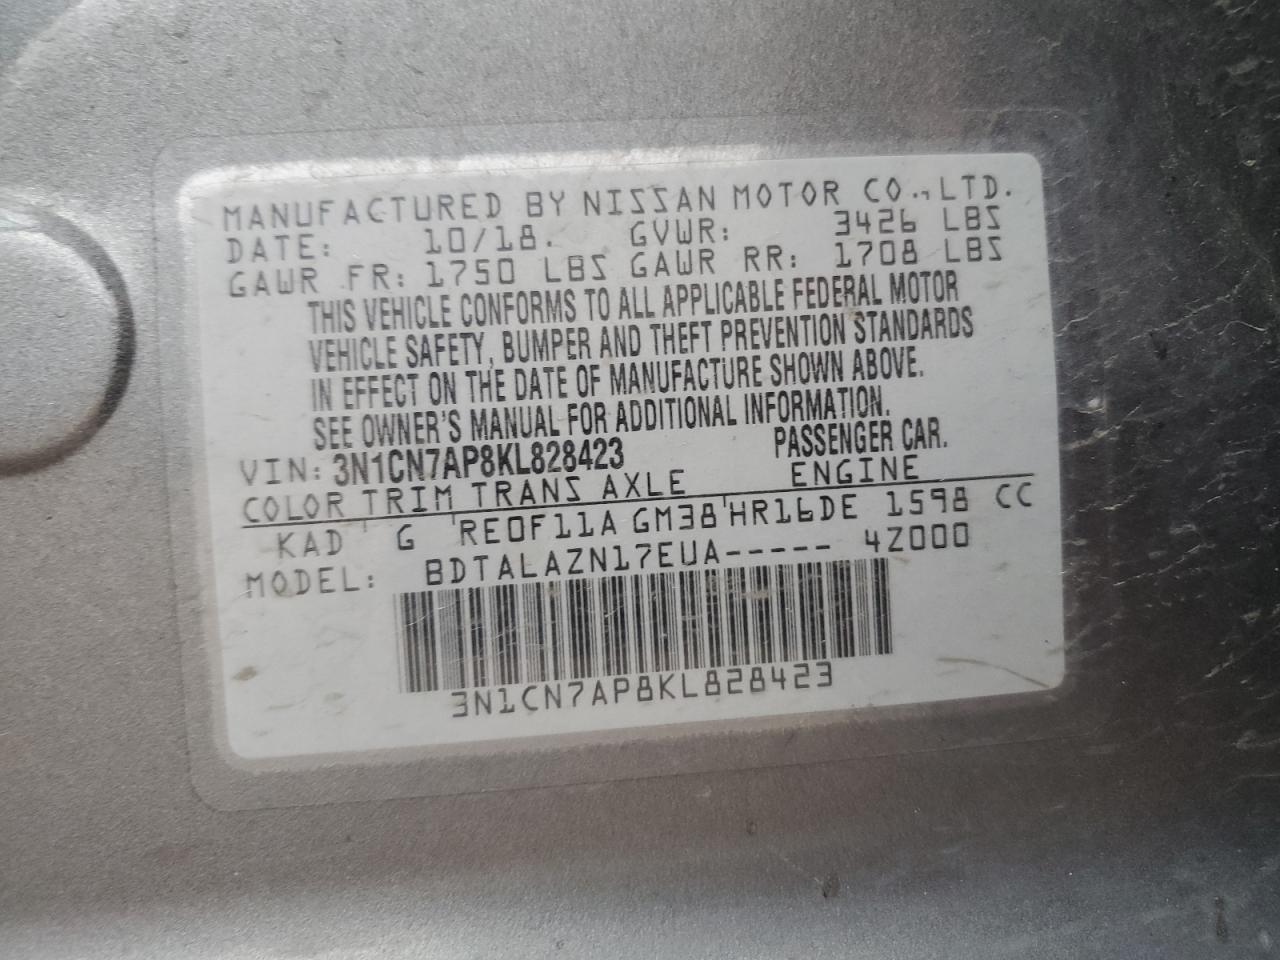 MANUFACTURED BY NISSAN MOTOR CO., LTD.
DATE: 10/18. GVWR: 3426 LBS
GAWR FR: 1750 LBS GAWR RR: 1708 LBS
THIS VEHICLE CONFORMS TO ALL APPLICABLE FEDERAL MOTOR
VEHICLE SAFETY, BUMPER AND THEFT PREVENTION STANDARDS
IN EFFECT ON THE DATE OF MANUFACTURE SHOWN ABOVE.
SEE OWNER'S MANUAL FOR ADDITIONAL INFORMATION.
VIN: 3N1CN7AP8KL828423 PASSENGER CAR.
COLOR TRIM TRANS AXLE ENGINE
KAD G RE0F11A GM38 HR16DE 1598 CC
MODEL: BDTALAZN17EUA----- 4Z000
3N1CN7AP8KL828423